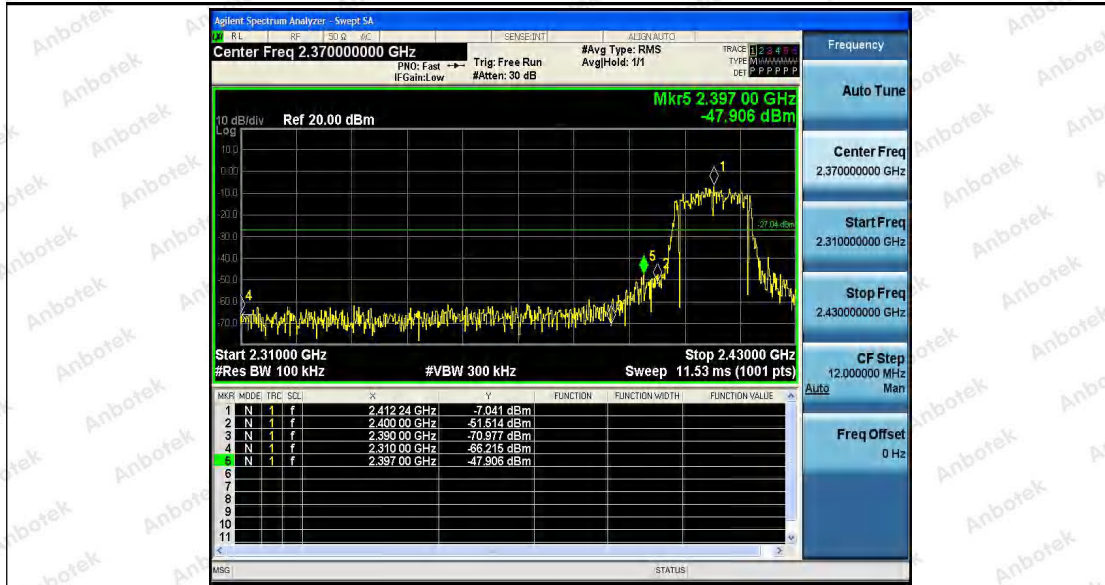 Agilent Spectrum Analyzer - Swept SA
RL RF 50 Ω AC SENSE:INT ALIGNAUTO
Center Freq 2.370000000 GHz
PNO: Fast
IFGain:Low
Trig: Free Run
#Atten: 30 dB
#Avg Type: RMS
Avg|Hold: 1/1
TRACE 1 2 3 4 5 6
TYPE M
DET P P P P P P
Mkr5 2.397 00 GHz
-47.906 dBm
10 dB/div Ref 20.00 dBm
Log
10.0
0.00
-10.0
-20.0
-30.0
-40.0
-50.0
-60.0
-70.0
1
-27.04 dBm
5
2
4
Start 2.31000 GHz
Stop 2.43000 GHz
#Res BW 100 kHz #VBW 300 kHz Sweep 11.53 ms (1001 pts)
MKR MODE TRC SCL X Y FUNCTION FUNCTION WIDTH FUNCTION VALUE
1 N 1 f 2.412 24 GHz -7.041 dBm
2 N 1 f 2.400 00 GHz -51.514 dBm
3 N 1 f 2.390 00 GHz -70.977 dBm
4 N 1 f 2.310 00 GHz -66.215 dBm
5 N 1 f 2.397 00 GHz -47.906 dBm
6
7
8
9
10
11
MSG STATUS
Frequency
Auto Tune
Center Freq
2.370000000 GHz
Start Freq
2.310000000 GHz
Stop Freq
2.430000000 GHz
CF Step
12.000000 MHz
Auto Man
Freq Offset
0 Hz
Anbotek